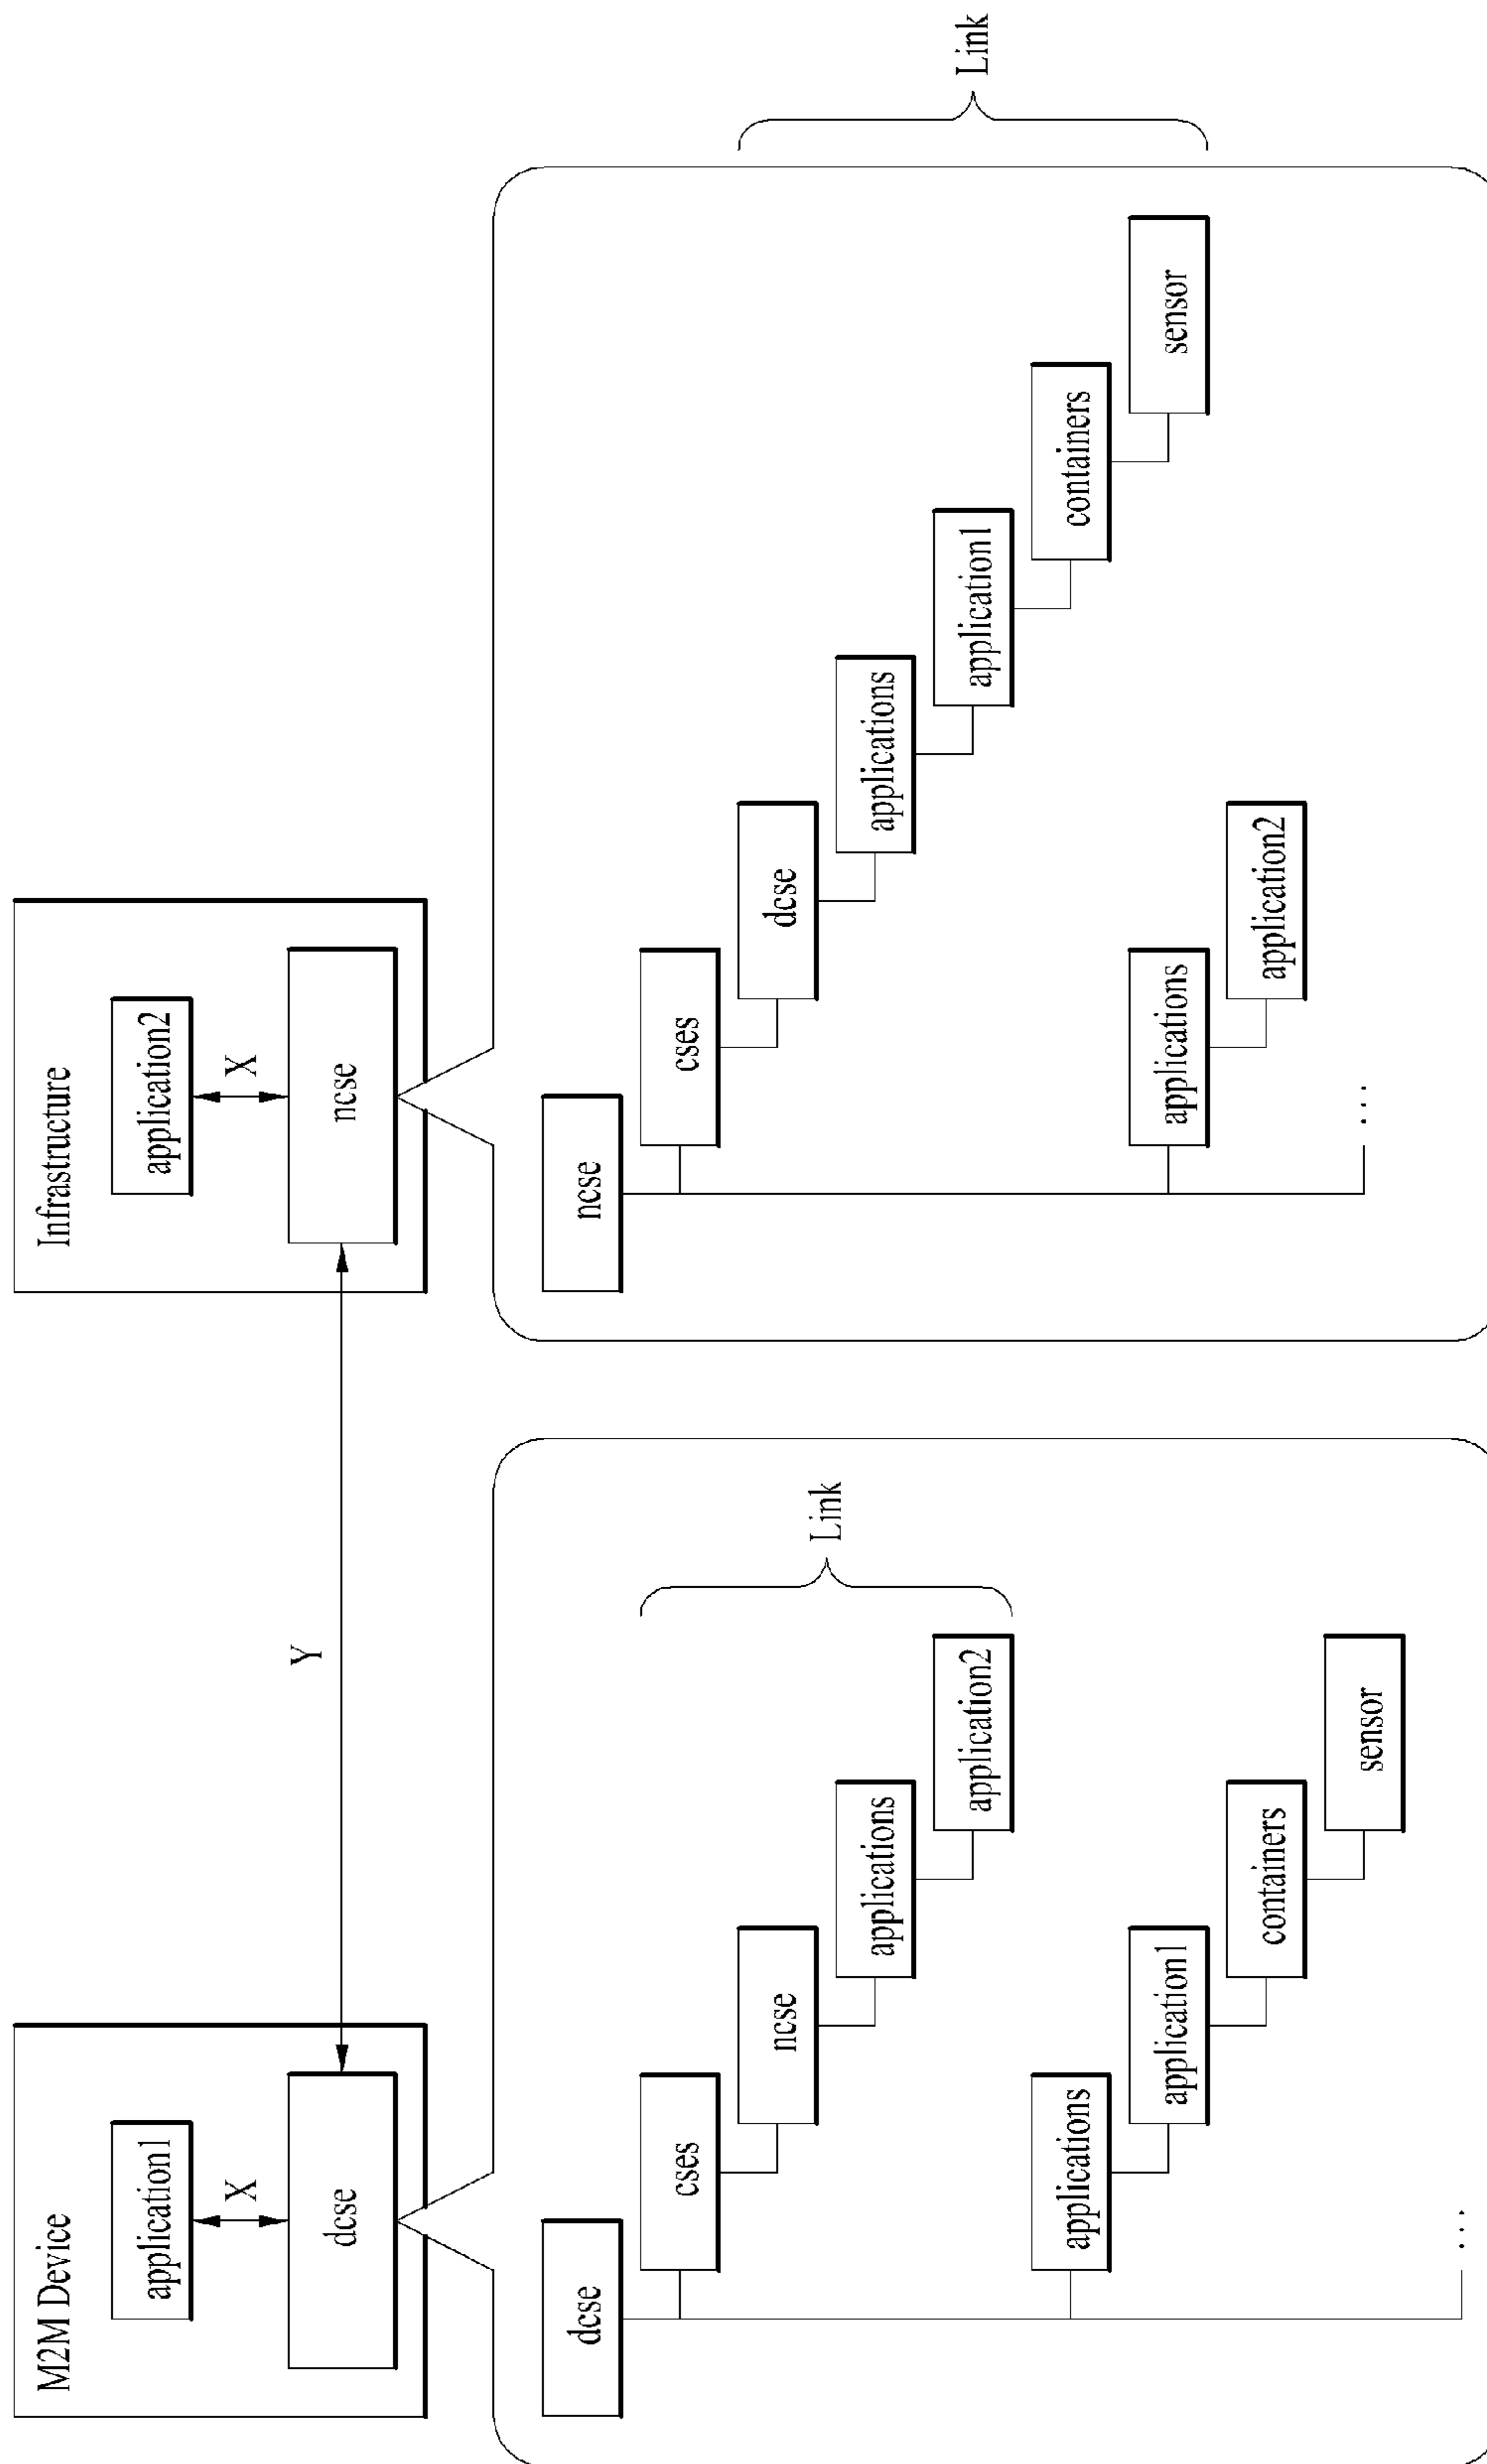 M2M Device
application1
X
dcse
Y
Infrastructure
application2
X
ncse
dcse
cses
ncse
applications
application2
Link
applications
application1
containers
sensor
...
ncse
cses
dcse
applications
application1
containers
sensor
Link
applications
application2
...